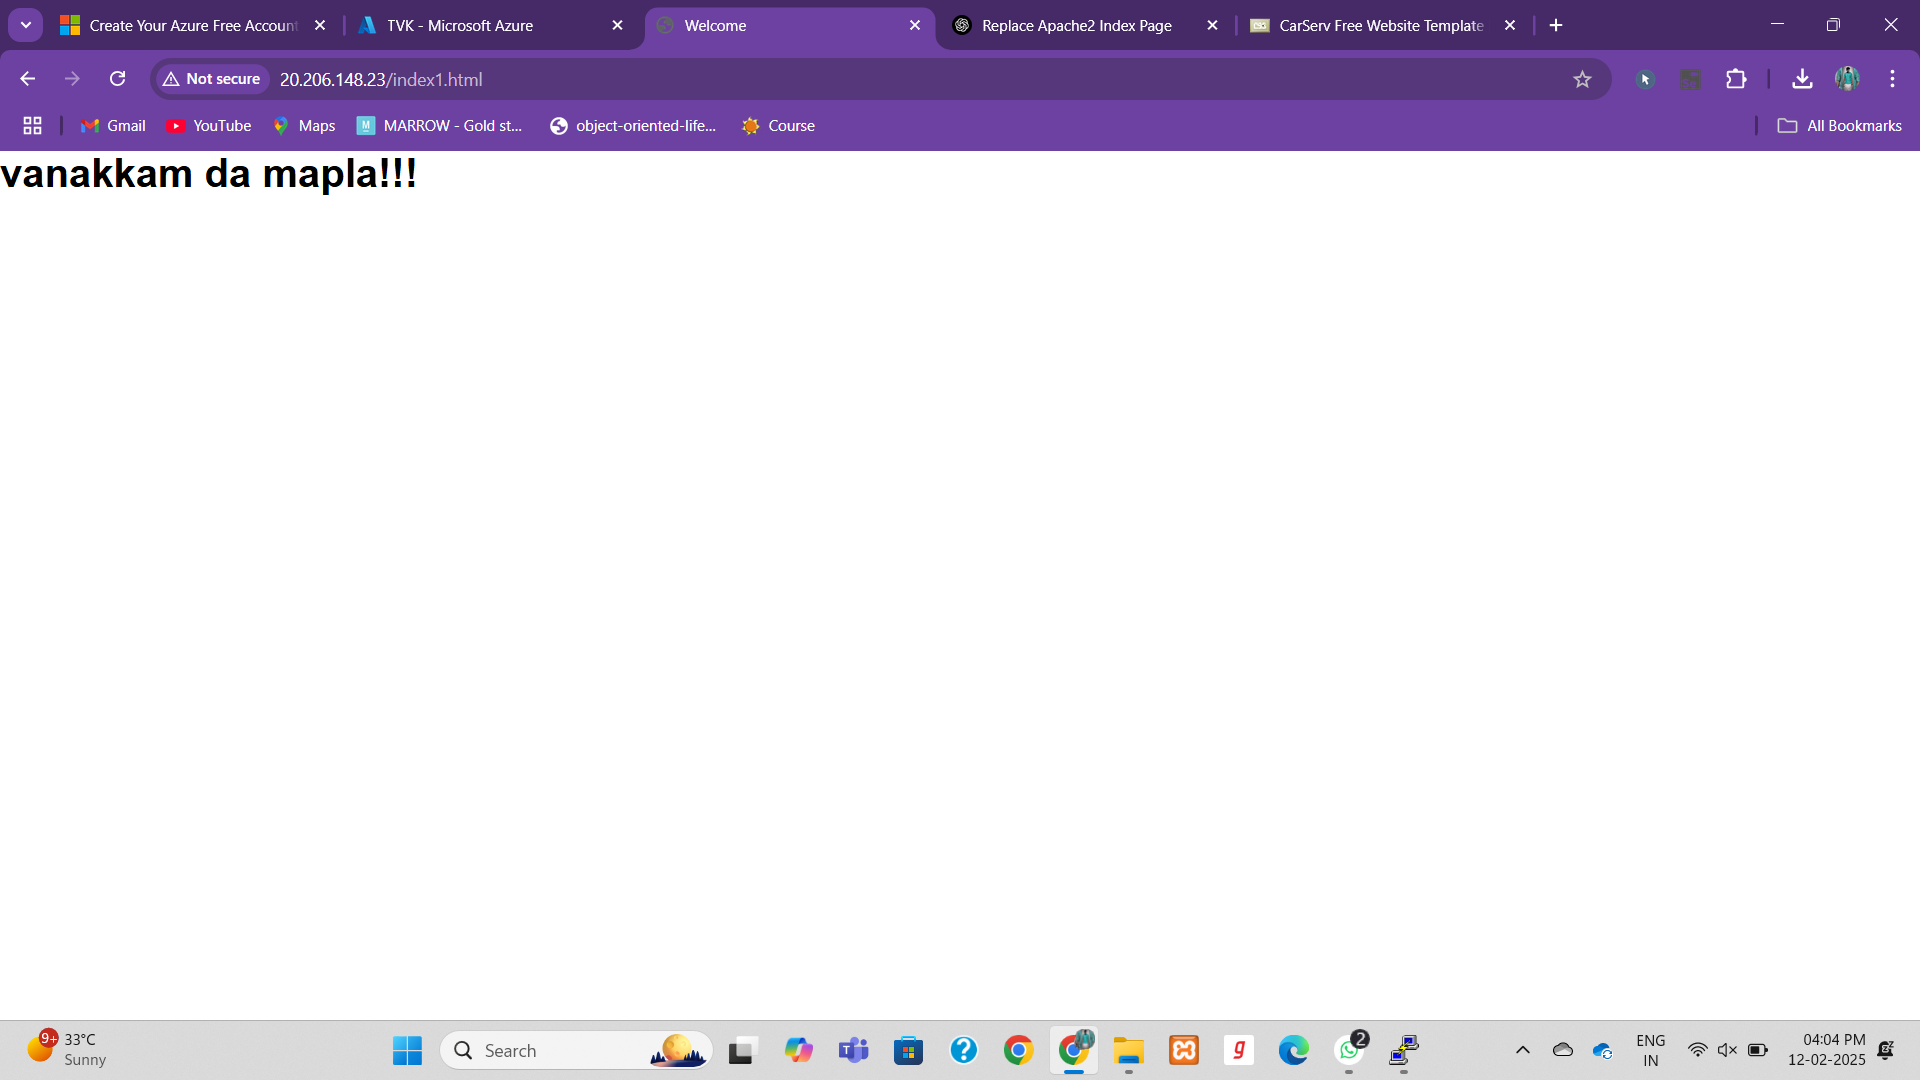 Create Your Azure Free Account
TVK - Microsoft Azure
Welcome
Replace Apache2 Index Page
CarServ Free Website Template
Not secure
20.206.148.23/index1.html
Gmail
YouTube
Maps
M
MARROW - Gold st...
object-oriented-life...
Course
All Bookmarks
vanakkam da mapla!!!
9+
33°C
Sunny
Search
2
ENG
IN
04:04 PM
12-02-2025